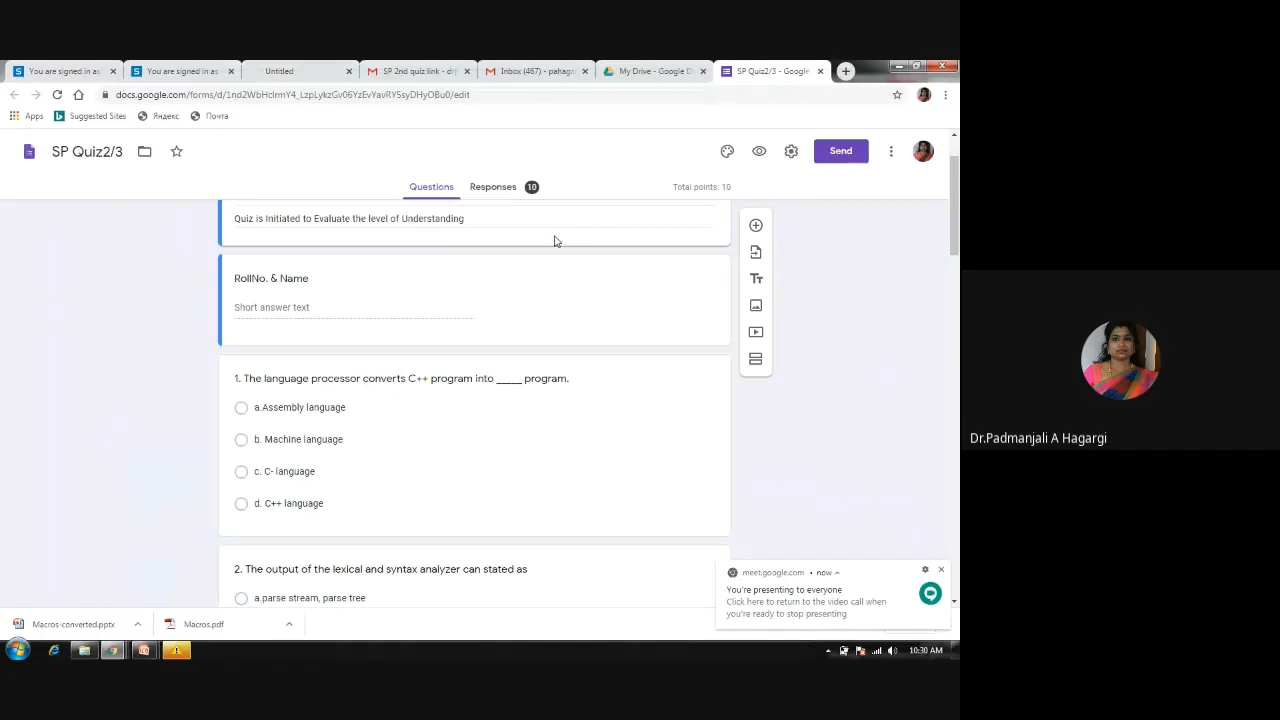 You are signed in as
You are signed in as
Untitled
SP 2nd quiz link - drp
Inbox (467) - pahaga
My Drive - Google D
SP Quiz2/3 - Google
Apps
Suggested Sites
Яндекс
Почта
SP Quiz2/3
Send
Questions
Responses 10
Total points: 10
Quiz is Initiated to Evaluate the level of Understanding
RollNo. & Name
Short answer text
1. The language processor converts C++ program into _____ program.
a.Assembly language
b. Machine language
c. C- language
d. C++ language
2. The output of the lexical and syntax analyzer can stated as
a.parse stream, parse tree
meet.google.com • now
You're presenting to everyone
Click here to return to the video call when
you're ready to stop presenting
Macros-converted.pptx
Macros.pdf
10:30 AM
Dr.Padmanjali A Hagargi